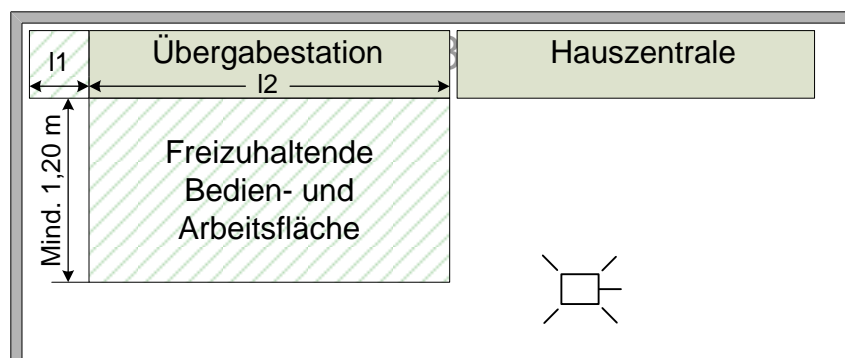 Übergabestation
Hauszentrale
l1
l2
Freizuhaltende
Bedien- und
Arbeitsfläche
Mind. 1,20 m